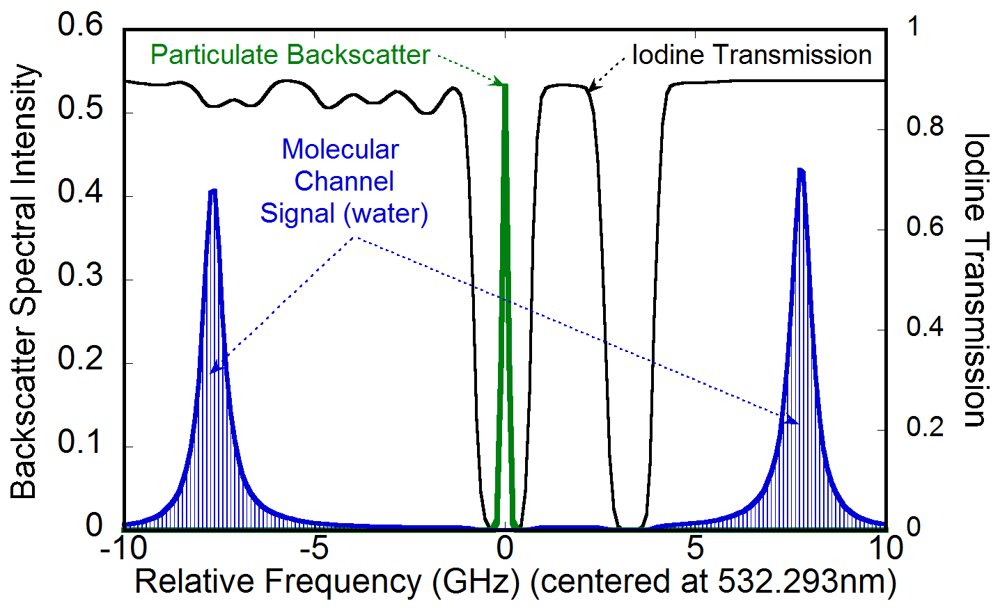 0.6
0.5
0.4
0.3
0.2
0.1
0
Backscatter Spectral Intensity
Particulate Backscatter
Iodine Transmission
Molecular
Channel
Signal (water)
1
0.8
0.6
0.4
0.2
0
Iodine Transmission
-10
-5
0
5
10
Relative Frequency (GHz) (centered at 532.293nm)